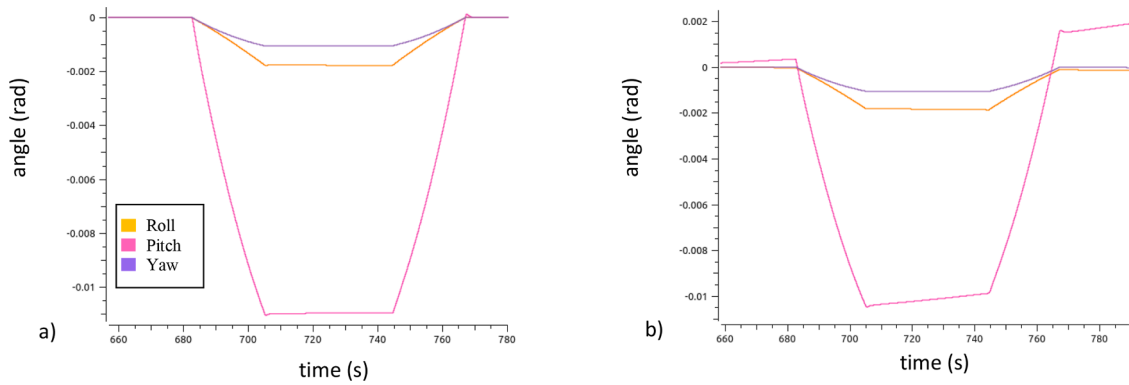 0
-0.002
-0.004
-0.006
-0.008
-0.01
angle (rad)
Roll
Pitch
Yaw
660 680 700 720 740 760 780
time (s)
a)
0.002
0
-0.002
-0.004
-0.006
-0.008
-0.01
angle (rad)
660 680 700 720 740 760 780
time (s)
b)